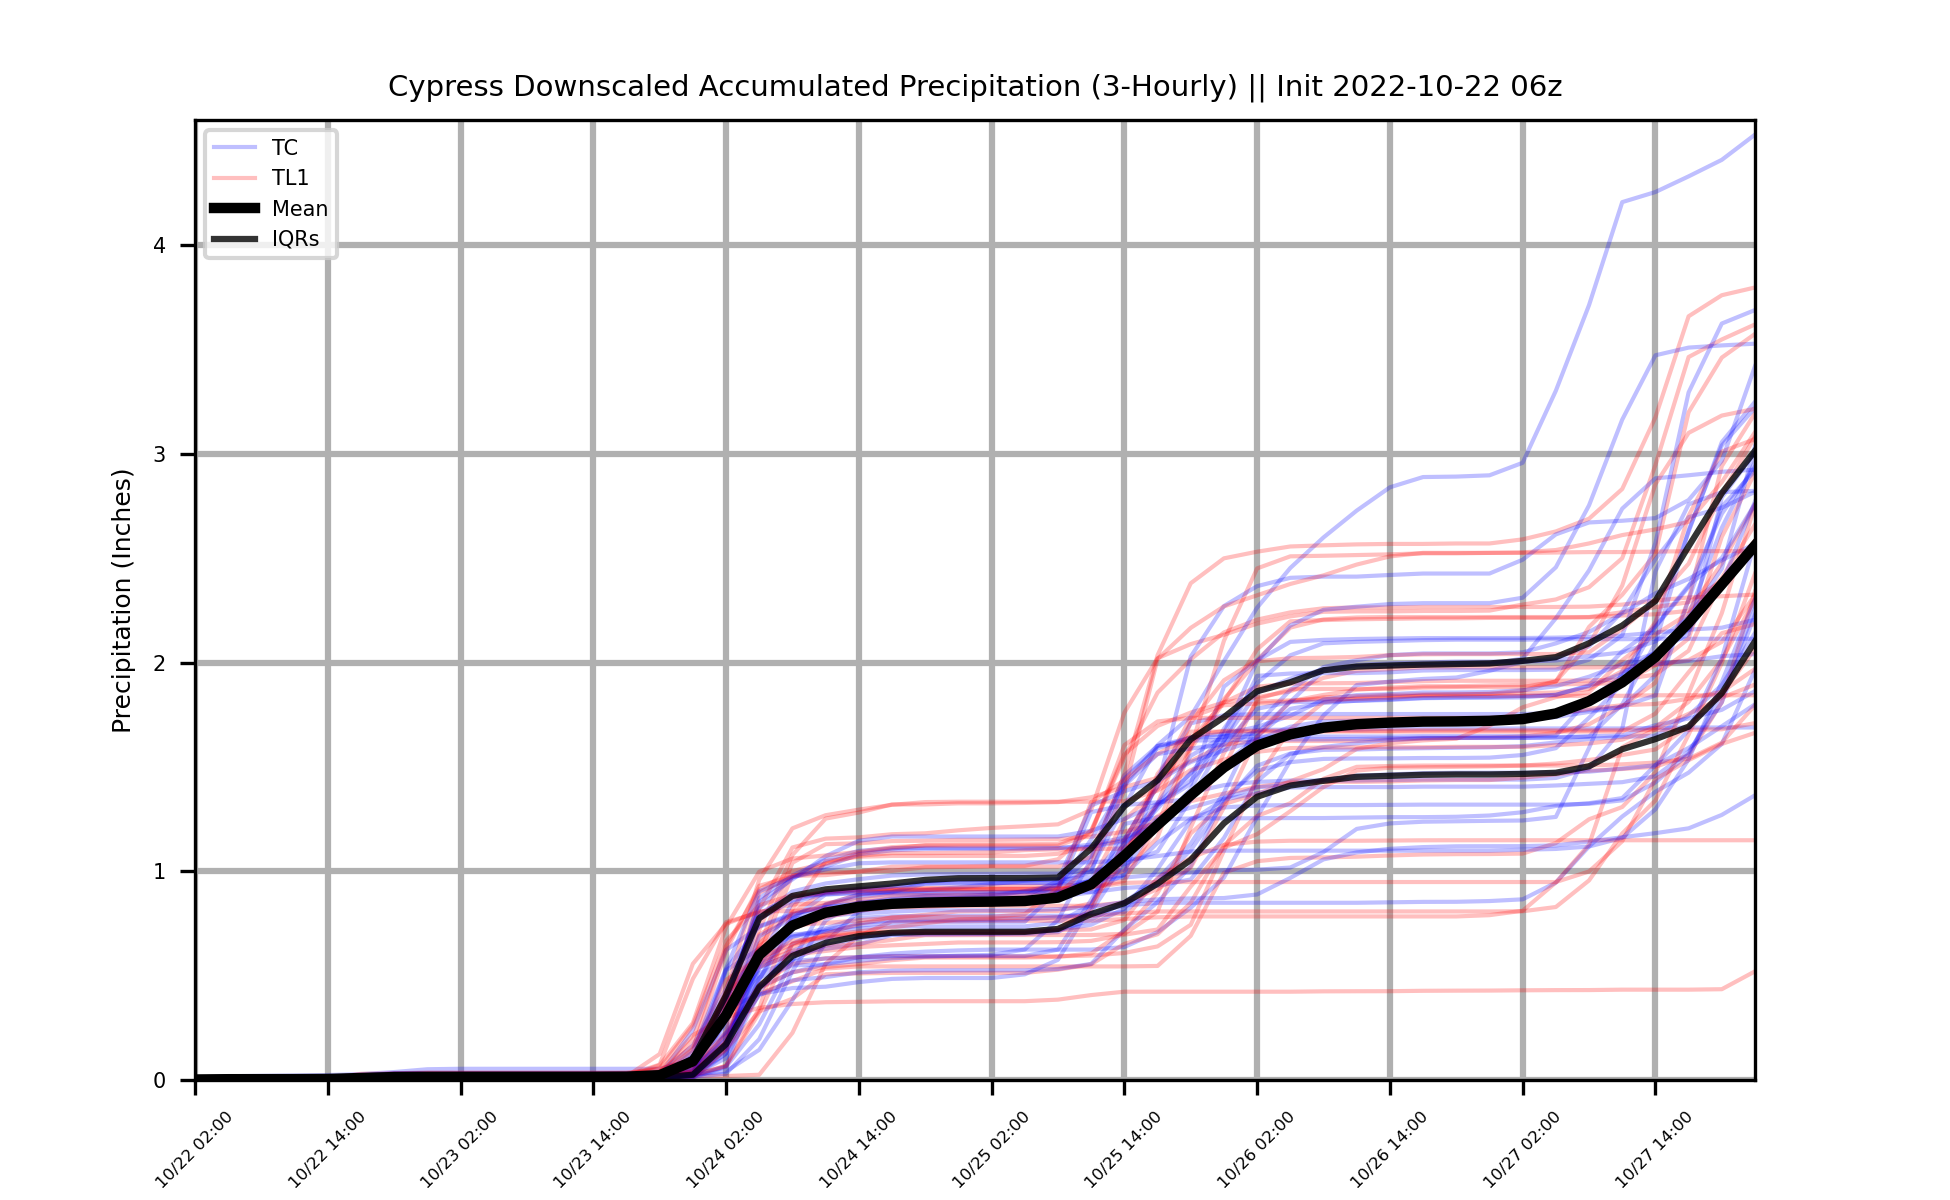 Cypress Downscaled Accumulated Precipitation (3-Hourly) || Init 2022-10-22 06z
TC
TL1
Mean
IQRs
Precipitation (Inches)
4
3
2
1
0
10/22 02:00
10/22 14:00
10/23 02:00
10/23 14:00
10/24 02:00
10/24 14:00
10/25 02:00
10/25 14:00
10/26 02:00
10/26 14:00
10/27 02:00
10/27 14:00